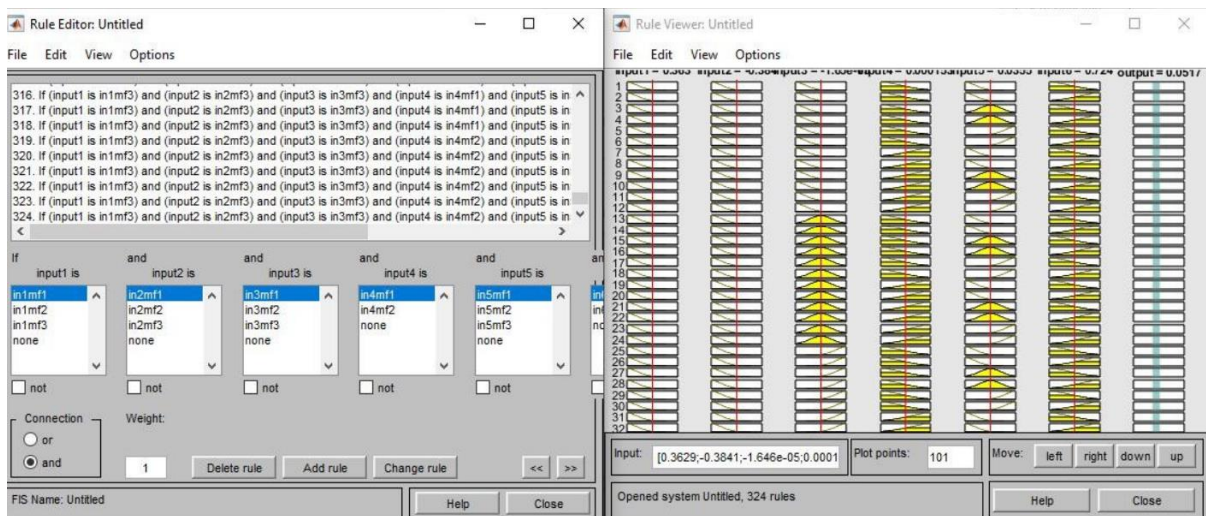 Rule Editor: Untitled
File Edit View Options
316. If (input1 is in1mf3) and (input2 is in2mf3) and (input3 is in3mf3) and (input4 is in4mf1) and (input5 is in
317. If (input1 is in1mf3) and (input2 is in2mf3) and (input3 is in3mf3) and (input4 is in4mf1) and (input5 is in
318. If (input1 is in1mf3) and (input2 is in2mf3) and (input3 is in3mf3) and (input4 is in4mf1) and (input5 is in
319. If (input1 is in1mf3) and (input2 is in2mf3) and (input3 is in3mf3) and (input4 is in4mf2) and (input5 is in
320. If (input1 is in1mf3) and (input2 is in2mf3) and (input3 is in3mf3) and (input4 is in4mf2) and (input5 is in
321. If (input1 is in1mf3) and (input2 is in2mf3) and (input3 is in3mf3) and (input4 is in4mf2) and (input5 is in
322. If (input1 is in1mf3) and (input2 is in2mf3) and (input3 is in3mf3) and (input4 is in4mf2) and (input5 is in
323. If (input1 is in1mf3) and (input2 is in2mf3) and (input3 is in3mf3) and (input4 is in4mf2) and (input5 is in
324. If (input1 is in1mf3) and (input2 is in2mf3) and (input3 is in3mf3) and (input4 is in4mf2) and (input5 is in
If and and and and an
input1 is input2 is input3 is input4 is input5 is
in1mf1 in2mf1 in3mf1 in4mf1 in5mf1
in1mf2 in2mf2 in3mf2 in4mf2 in5mf2
in1mf3 in2mf3 in3mf3 none in5mf3
none none none none
not not not not not
Connection Weight:
or
and 1 Delete rule Add rule Change rule << >>
FIS Name: Untitled Help Close
Rule Viewer: Untitled
File Edit View Options
input1 = 0.363 input2 = -0.384 output = 0.0517
1
2
3
4
5
6
7
8
9
10
11
12
13
14
15
16
17
18
19
20
21
22
23
24
25
26
27
28
29
30
31
32
Input: [0.3629;-0.3841;-1.646e-05;0.0001 Plot points: 101 Move: left right down up
Opened system Untitled, 324 rules Help Close